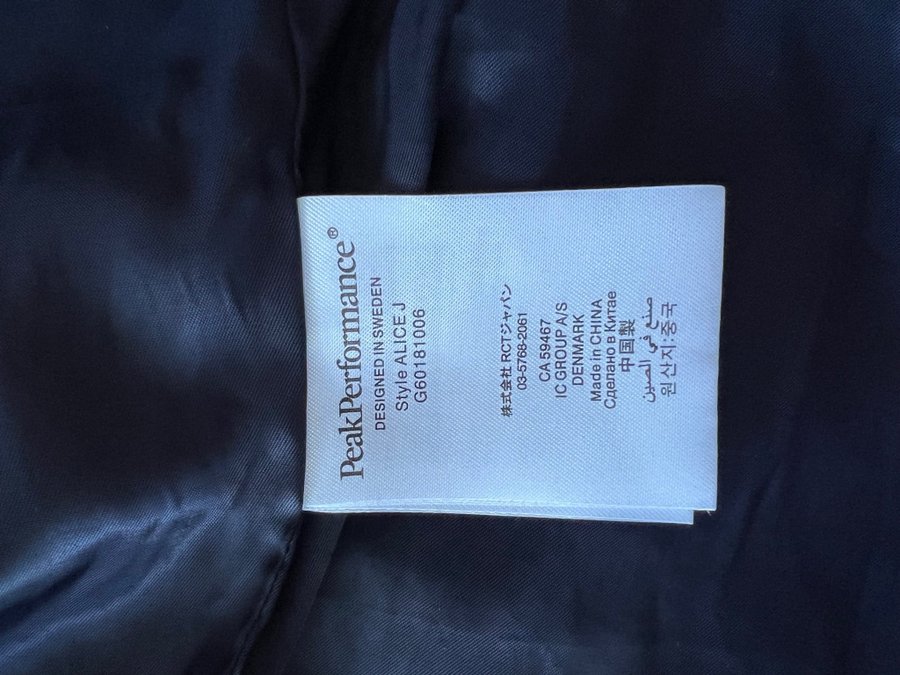 PeakPerformance®
DESIGNED IN SWEDEN
Style ALICE J
G60181006
株式会社 RCTジャパン
03-5768-2061
CA 59467
IC GROUP A/S
DENMARK
Made in CHINA
Сделано в Китае
中国製
صنع في الصين
원 산지:중국